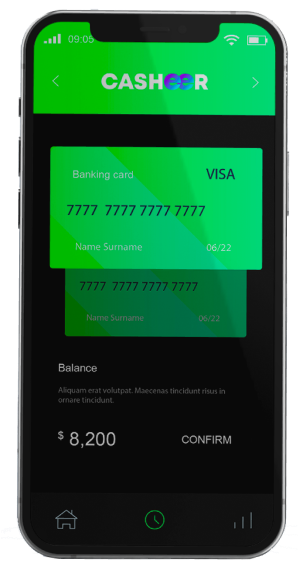 09:05
CASHEER
Banking card VISA
7777 7777 7777 7777
Name Surname 06/22
7777 7777 7777 7777
Name Surname 06/22
Balance
Aliquam erat volutpat. Maecenas tincidunt risus in
ornare tincidunt.
$ 8,200 CONFIRM